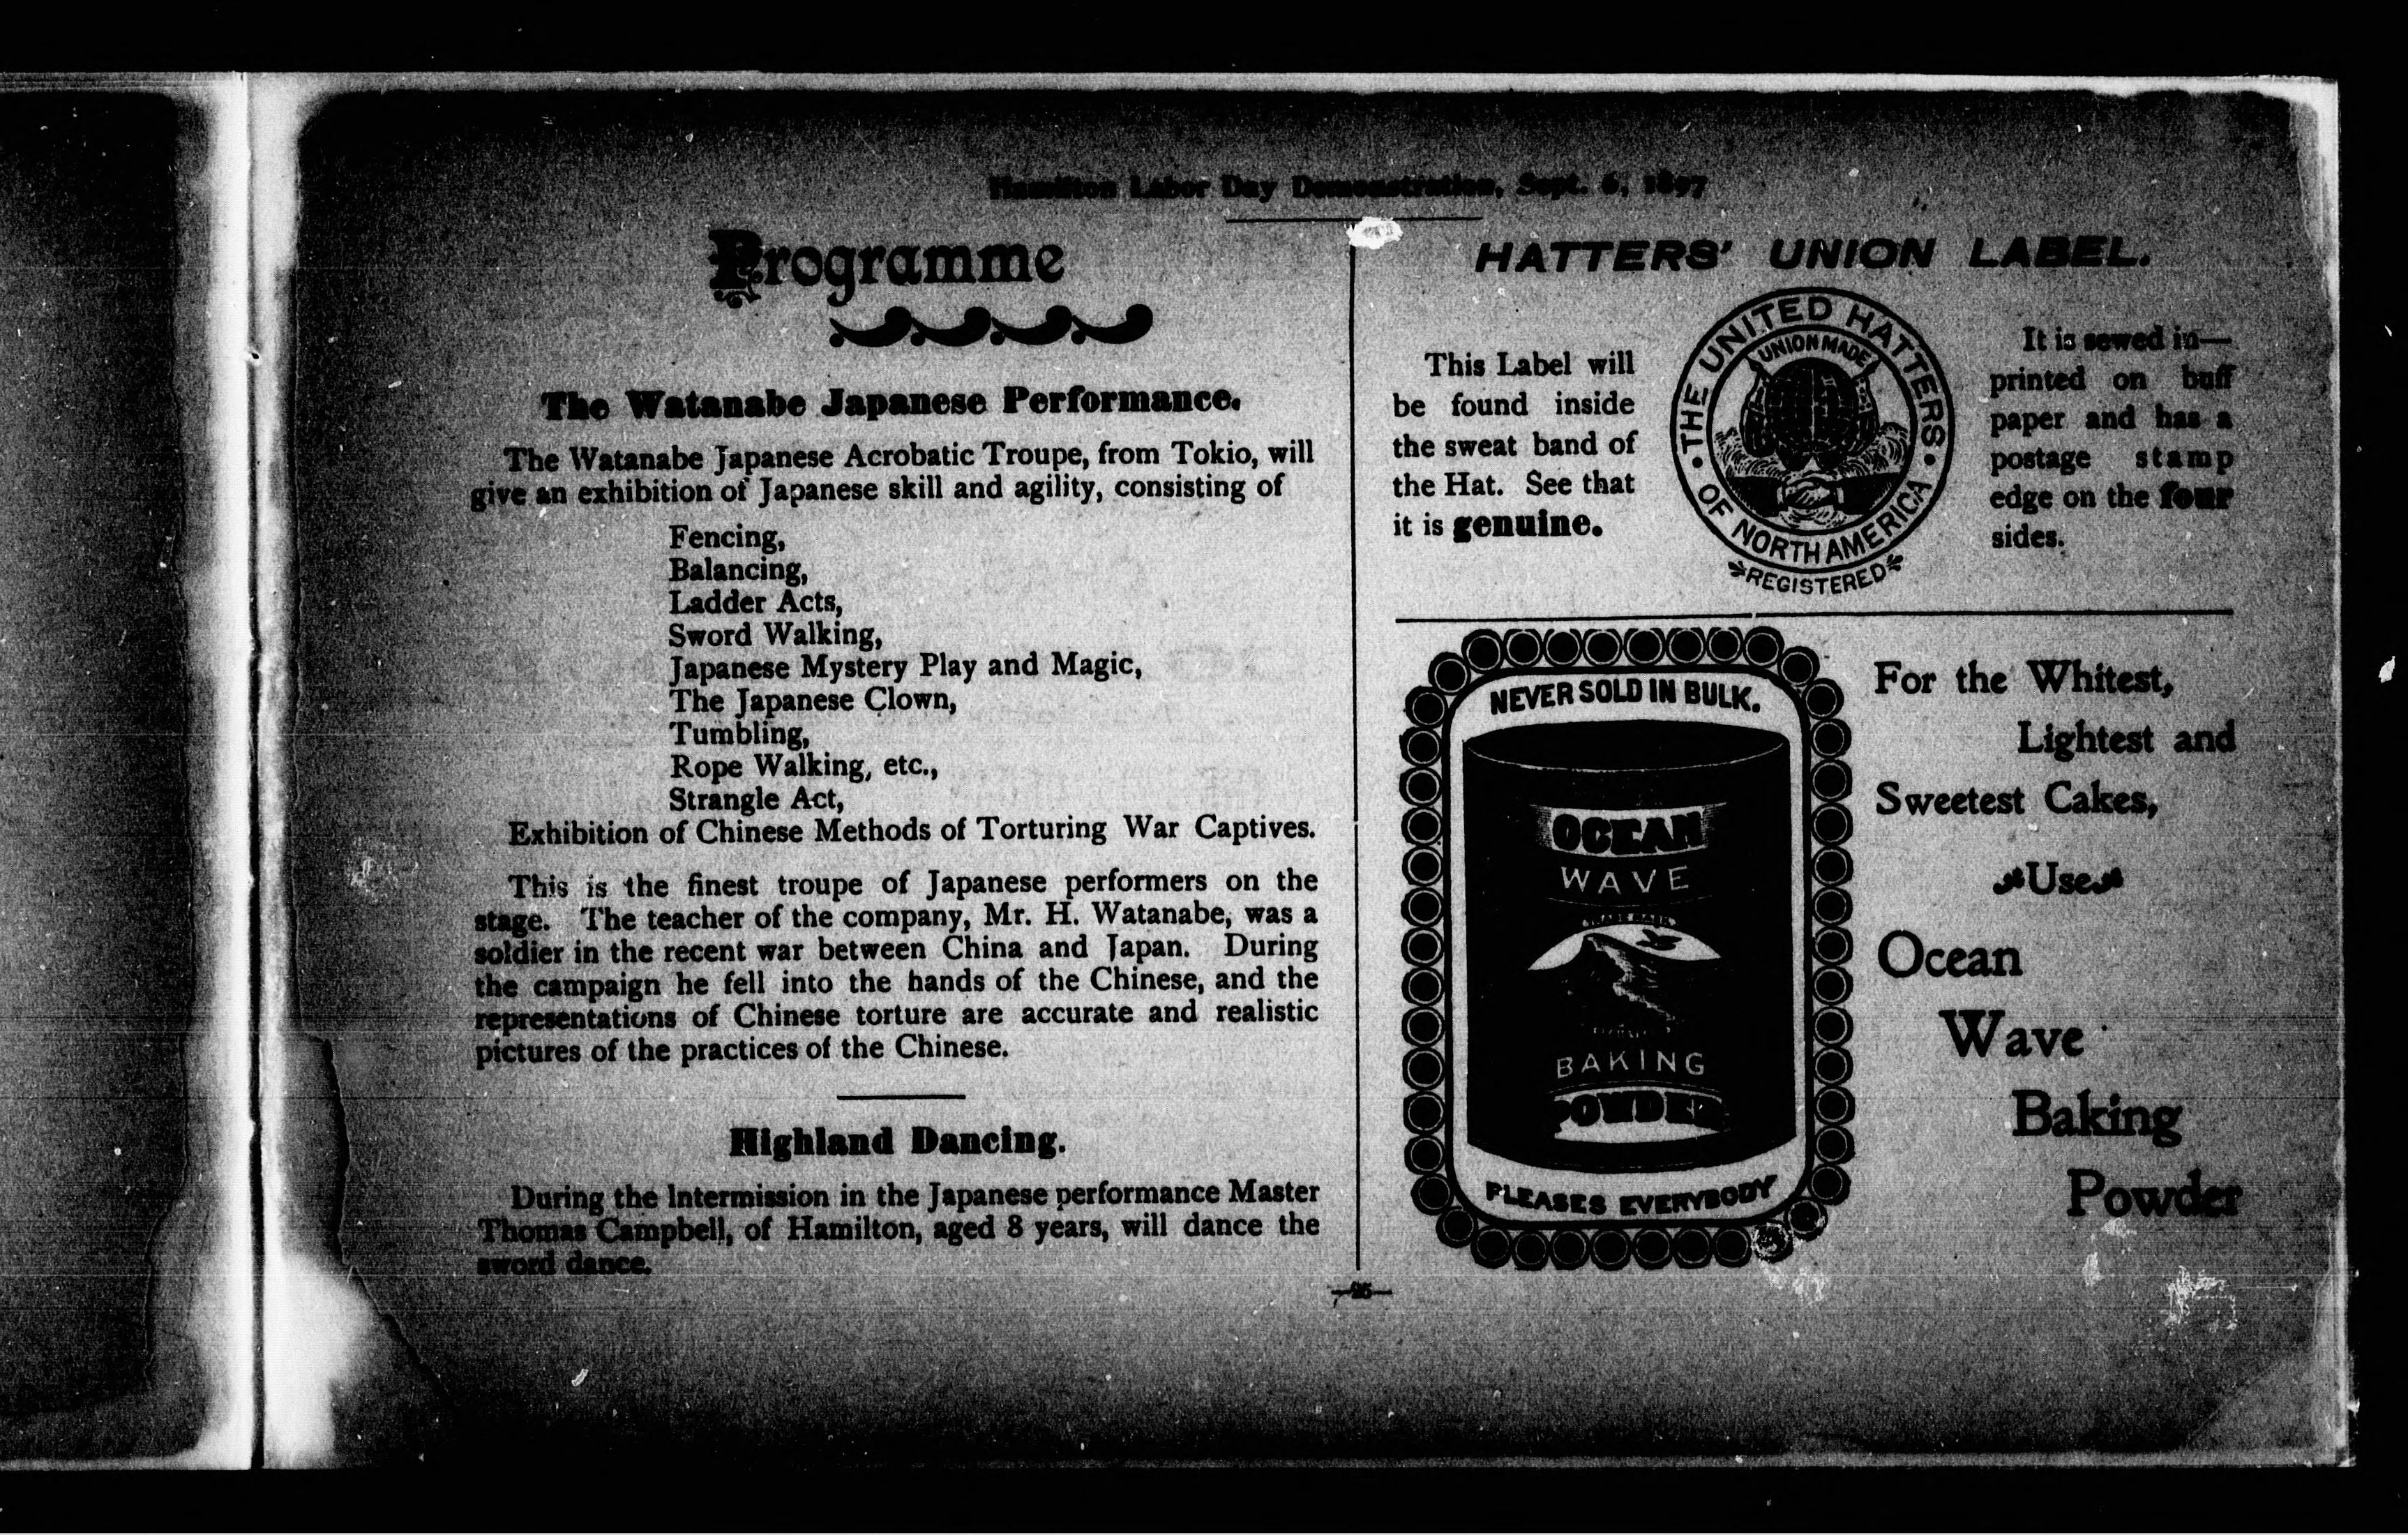 Hamilton Labor Day Demonstration, Sept. 6, 1897
Programme
The Watanabe Japanese Performance.
The Watanabe Japanese Acrobatic Troupe, from Tokio, will
give an exhibition of Japanese skill and agility, consisting of
Fencing,
Balancing,
Ladder Acts,
Sword Walking,
Japanese Mystery Play and Magic,
The Japanese Clown,
Tumbling,
Rope Walking, etc.,
Strangle Act,
Exhibition of Chinese Methods of Torturing War Captives.
This is the finest troupe of Japanese performers on the
stage. The teacher of the company, Mr. H. Watanabe, was a
soldier in the recent war between China and Japan. During
the campaign he fell into the hands of the Chinese, and the
representations of Chinese torture are accurate and realistic
pictures of the practices of the Chinese.
Highland Dancing.
During the Intermission in the Japanese performance Master
Thomas Campbell, of Hamilton, aged 8 years, will dance the
sword dance.
HATTERS' UNION LABEL.
This Label will
be found inside
the sweat band of
the Hat. See that
it is genuine.
THE UNITED HATTERS
OF NORTH AMERICA
UNION MADE
REGISTERED
It is sewed in—
printed on buff
paper and has a
postage stamp
edge on the four
sides.
NEVER SOLD IN BULK.
OCEAN
WAVE
TRADE MARK
BAKING
POWDER
PLEASES EVERYBODY
For the Whitest,
Lightest and
Sweetest Cakes,
Use
Ocean
Wave
Baking
Powder